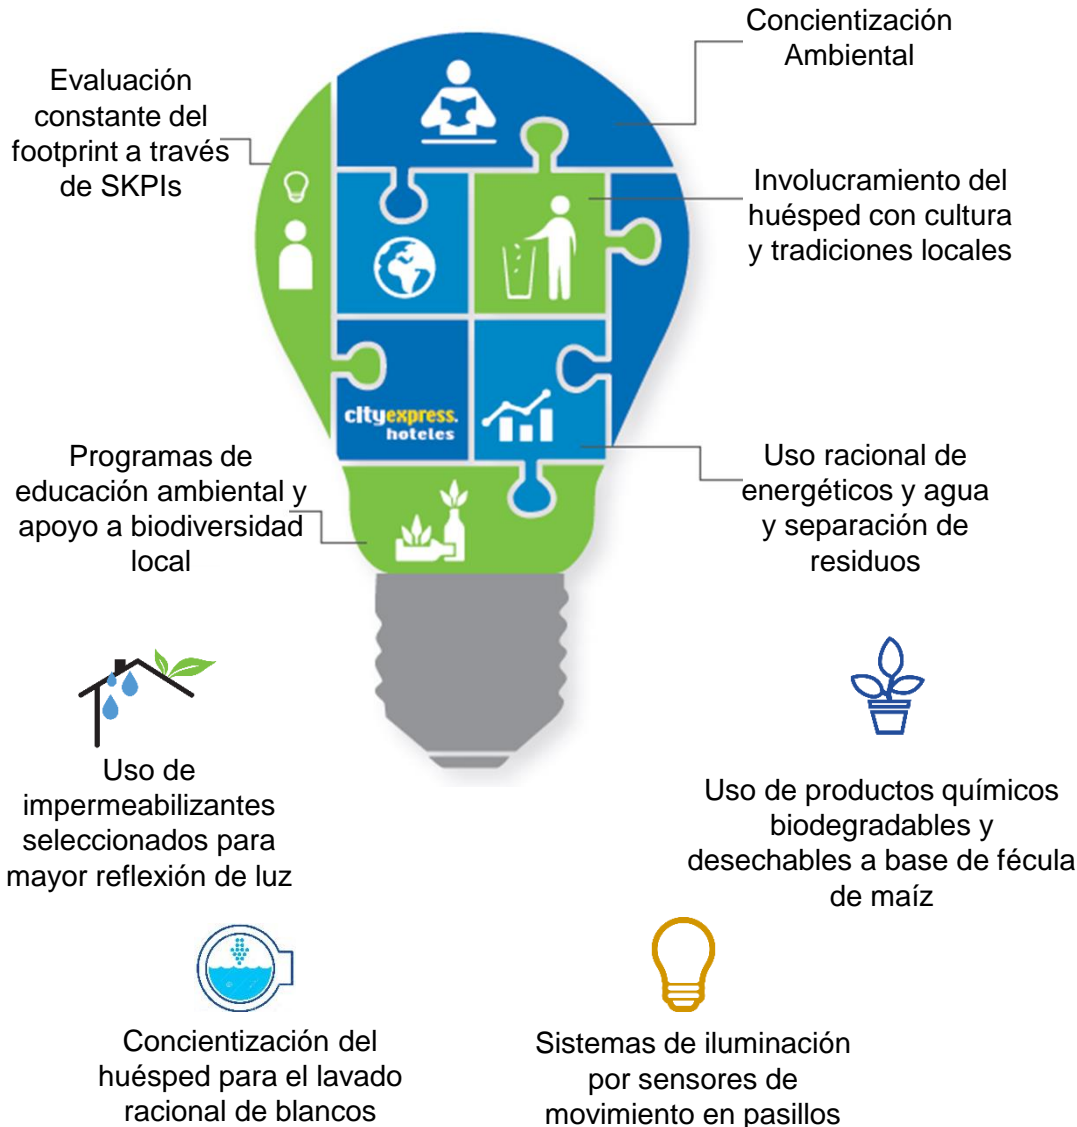 Concientización
Ambiental
Evaluación
constante del
footprint a través
de SKPIs
Involucramiento del
huésped con cultura
y tradiciones locales
cityexpress.
hoteles
Programas de
educación ambiental y
apoyo a biodiversidad
local
Uso racional de
energéticos y agua
y separación de
residuos
Uso de
impermeabilizantes
seleccionados para
mayor reflexión de luz
Uso de productos químicos
biodegradables y
desechables a base de fécula
de maíz
Concientización del
huésped para el lavado
racional de blancos
Sistemas de iluminación
por sensores de
movimiento en pasillos